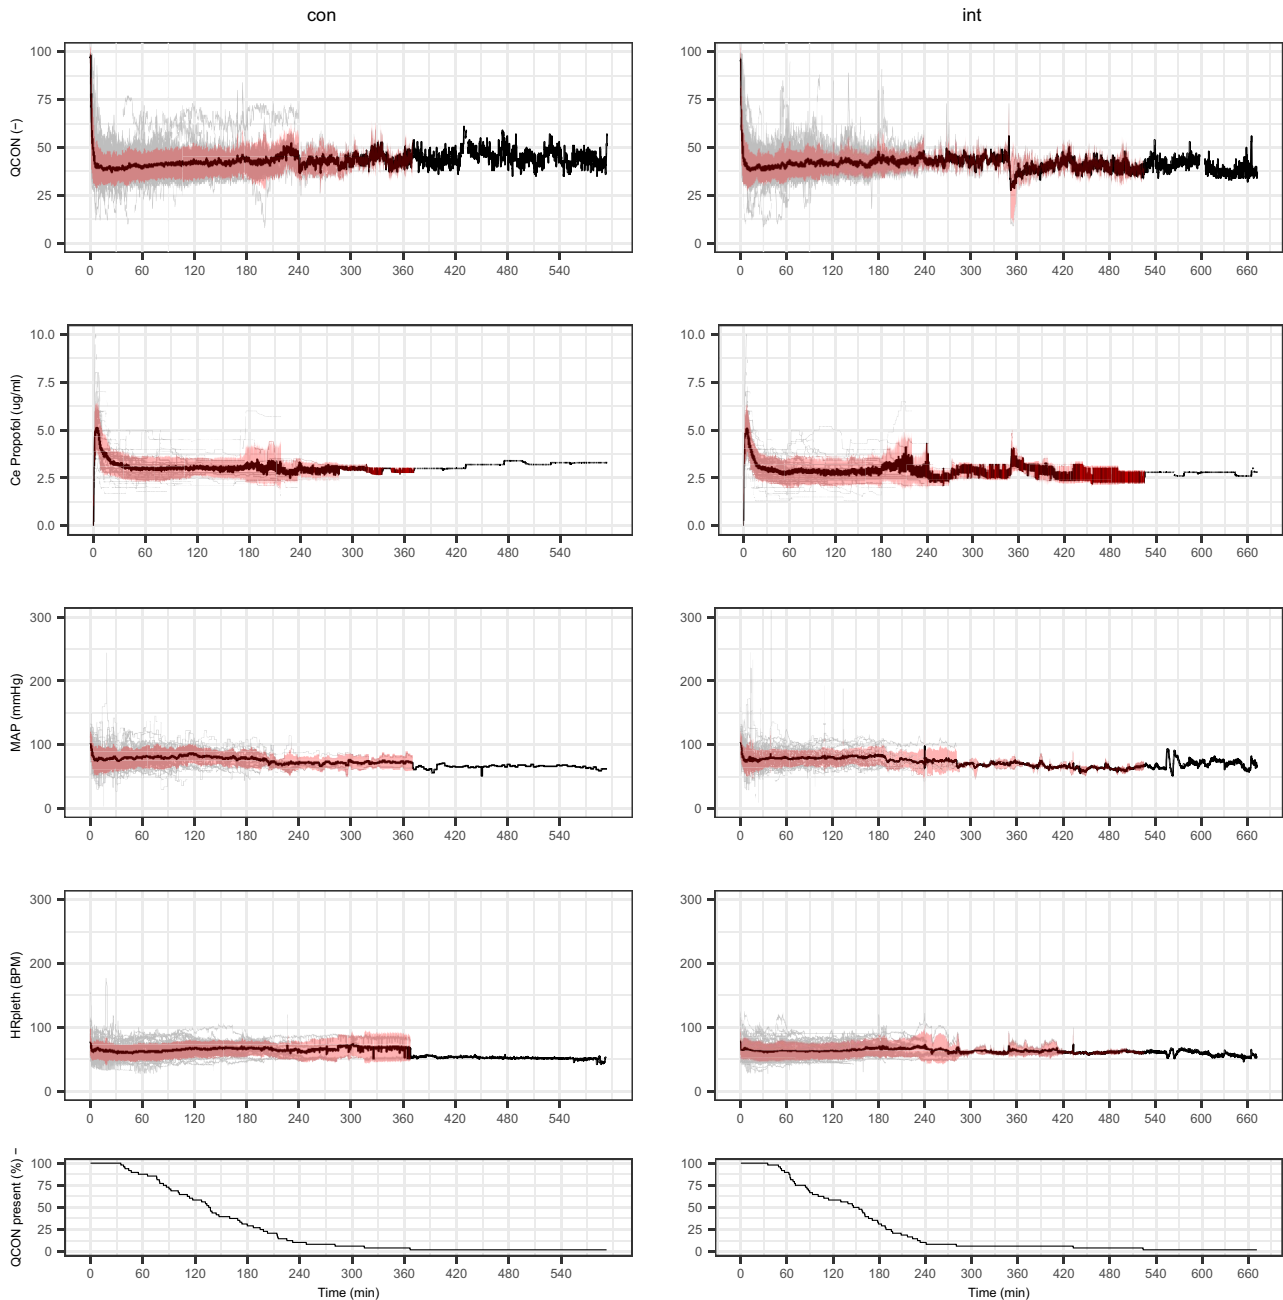 con int
QCON (−)
100
75
50
25
0
0 60 120 180 240 300 360 420 480 540
100
75
50
25
0
0 60 120 180 240 300 360 420 480 540 600 660
Ce Propofol (ug/ml)
10.0
7.5
5.0
2.5
0.0
0 60 120 180 240 300 360 420 480 540
10.0
7.5
5.0
2.5
0.0
0 60 120 180 240 300 360 420 480 540 600 660
MAP (mmHg)
300
200
100
0
0 60 120 180 240 300 360 420 480 540
300
200
100
0
0 60 120 180 240 300 360 420 480 540 600 660
HRpleth (BPM)
300
200
100
0
0 60 120 180 240 300 360 420 480 540
300
200
100
0
0 60 120 180 240 300 360 420 480 540 600 660
QCON present (%) −
100
75
50
25
0
0 60 120 180 240 300 360 420 480 540
Time (min)
100
75
50
25
0
0 60 120 180 240 300 360 420 480 540 600 660
Time (min)